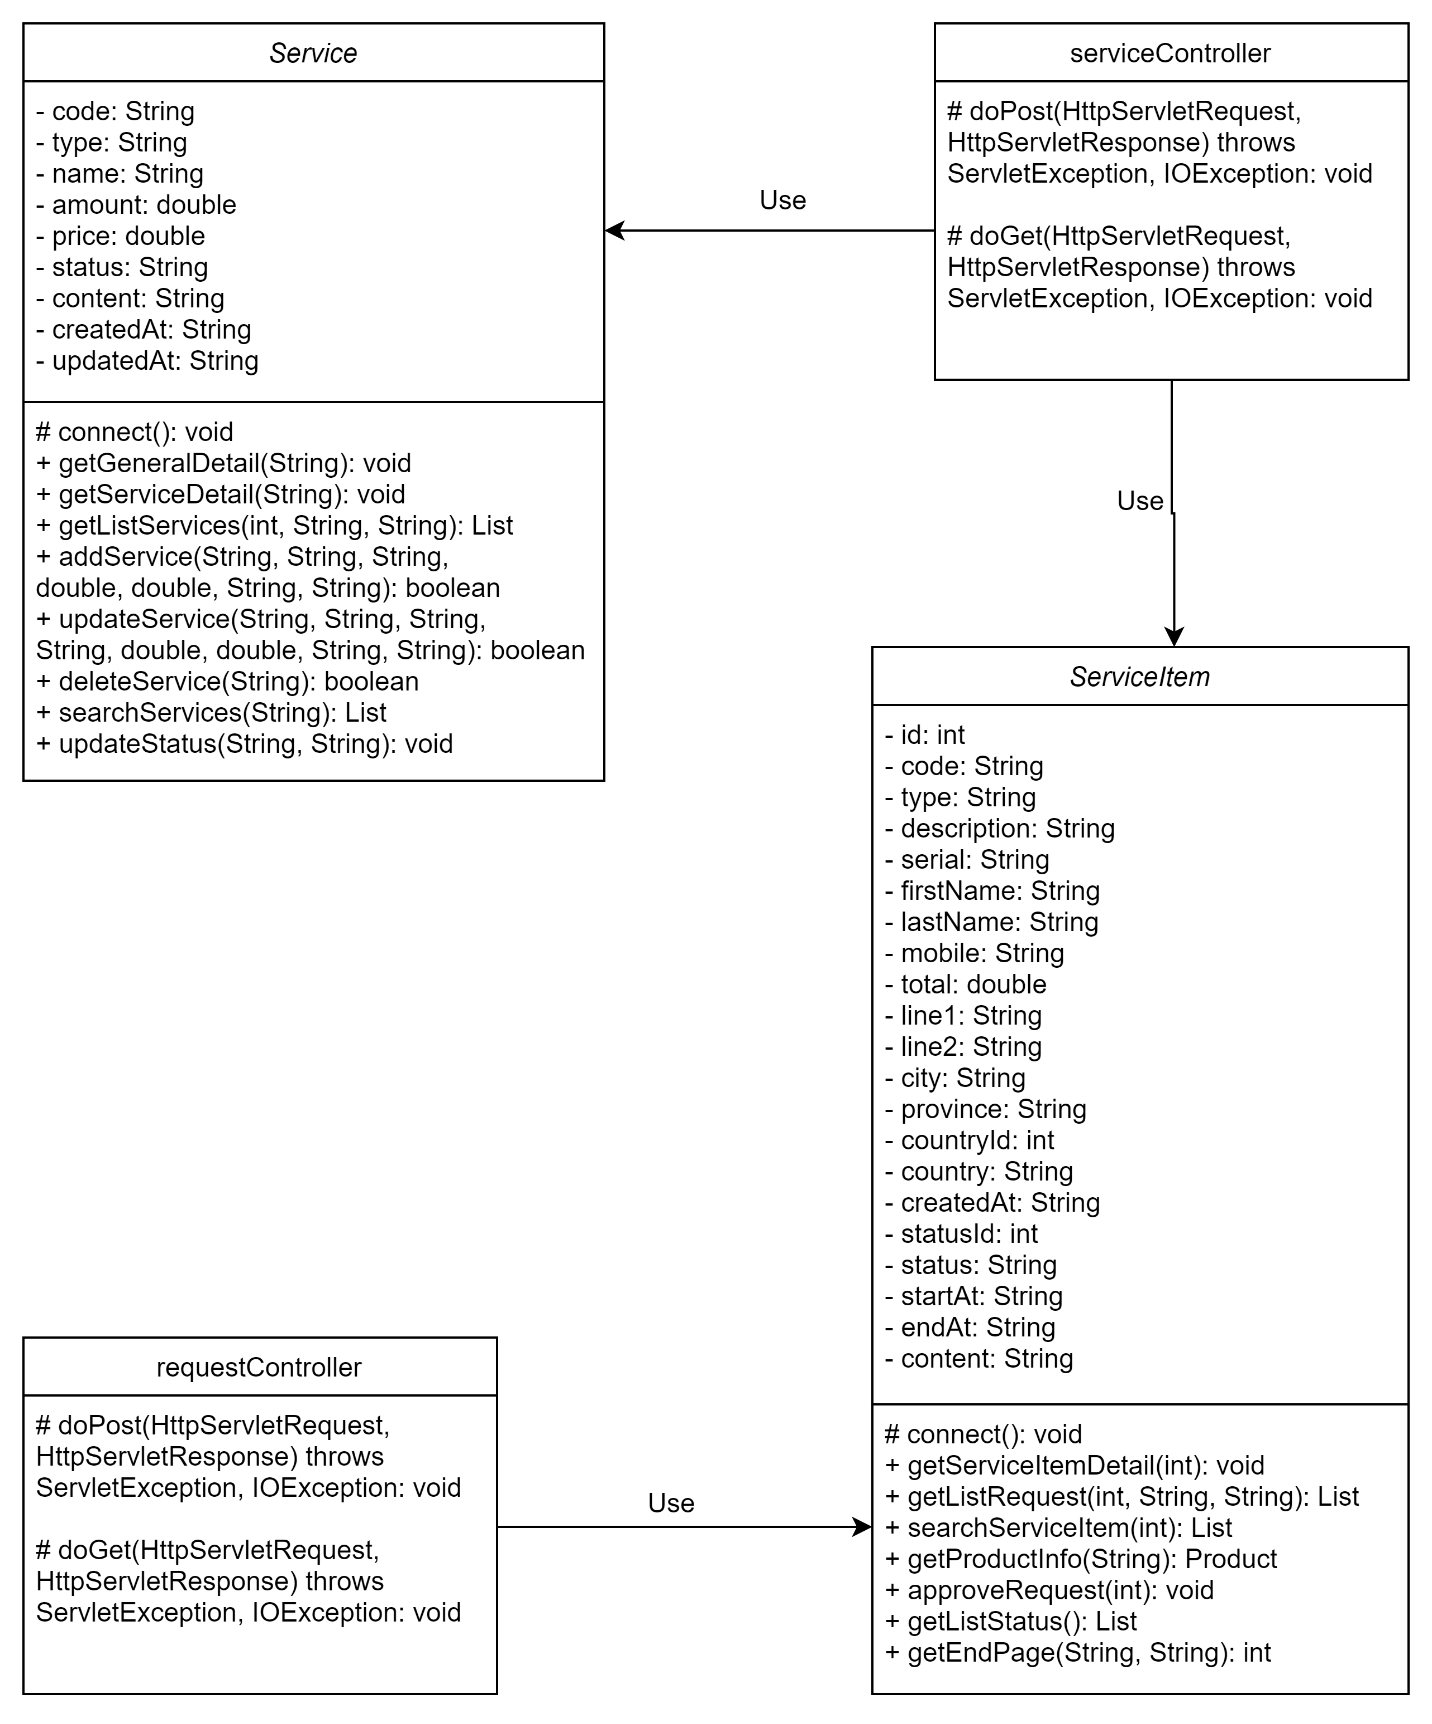 Service
- code: String
- type: String
- name: String
- amount: double
- price: double
- status: String
- content: String
- createdAt: String
- updatedAt: String
# connect(): void
+ getGeneralDetail(String): void
+ getServiceDetail(String): void
+ getListServices(int, String, String): List
+ addService(String, String, String,
double, double, String, String): boolean
+ updateService(String, String, String,
String, double, double, String, String): boolean
+ deleteService(String): boolean
+ searchServices(String): List
+ updateStatus(String, String): void
Use
serviceController
# doPost(HttpServletRequest,
HttpServletResponse) throws
ServletException, IOException: void
# doGet(HttpServletRequest,
HttpServletResponse) throws
ServletException, IOException: void
Use
ServiceItem
- id: int
- code: String
- type: String
- description: String
- serial: String
- firstName: String
- lastName: String
- mobile: String
- total: double
- line1: String
- line2: String
- city: String
- province: String
- countryId: int
- country: String
- createdAt: String
- statusId: int
- status: String
- startAt: String
- endAt: String
- content: String
# connect(): void
+ getServiceItemDetail(int): void
+ getListRequest(int, String, String): List
+ searchServiceItem(int): List
+ getProductInfo(String): Product
+ approveRequest(int): void
+ getListStatus(): List
+ getEndPage(String, String): int
requestController
# doPost(HttpServletRequest,
HttpServletResponse) throws
ServletException, IOException: void
# doGet(HttpServletRequest,
HttpServletResponse) throws
ServletException, IOException: void
Use